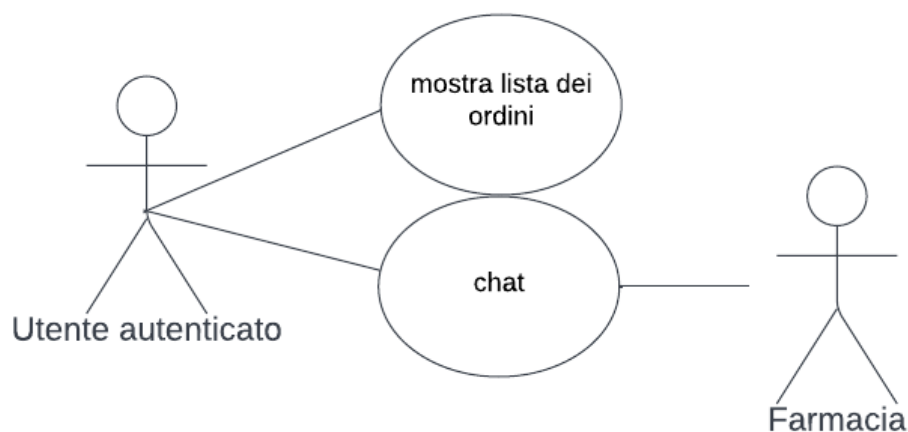 mostra lista dei
ordini
chat
Utente autenticato
Farmacia